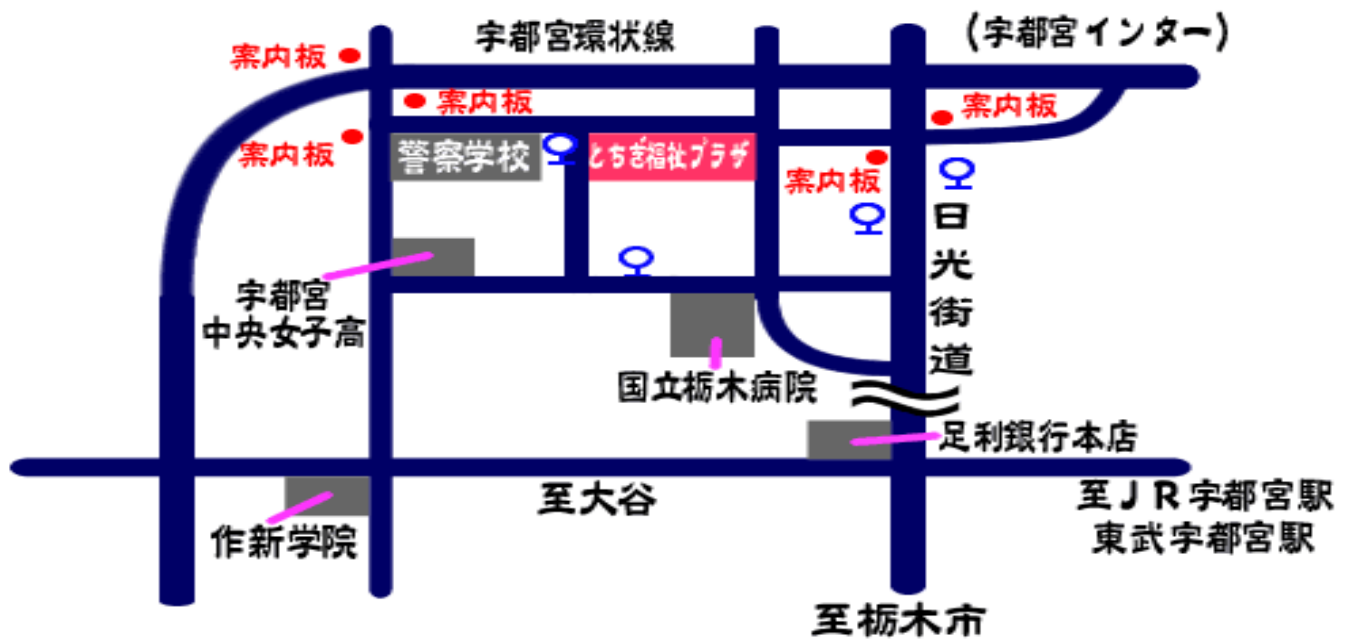 宇都宮環状線
(宇都宮インター)
案内板
案内板
案内板
案内板
案内板
警察学校
とちぎ福祉プラザ
日光街道
宇都宮
中央女子高
国立栃木病院
足利銀行本店
至大谷
至JR宇都宮駅
東武宇都宮駅
作新学院
至栃木市